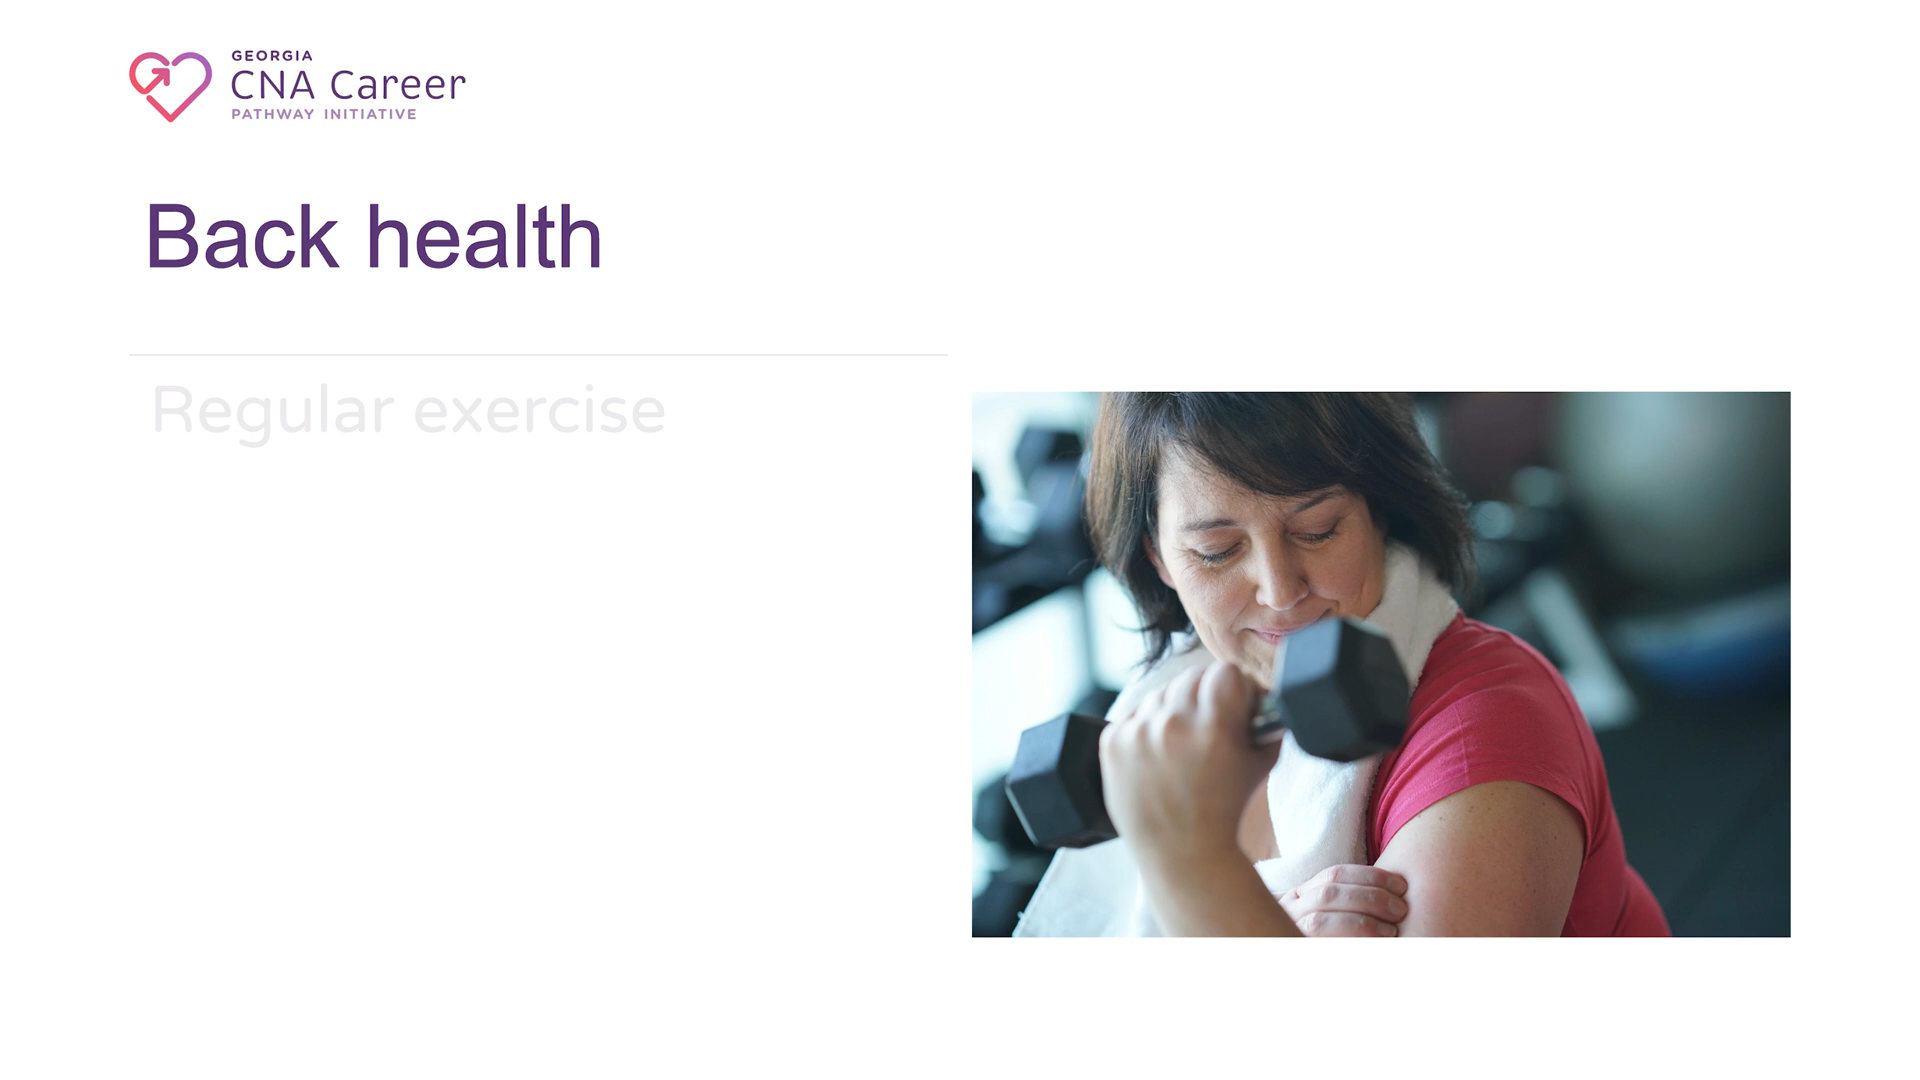 GEORGIA
CNA Career
PATHWAY INITIATIVE
Back health
Regular exercise